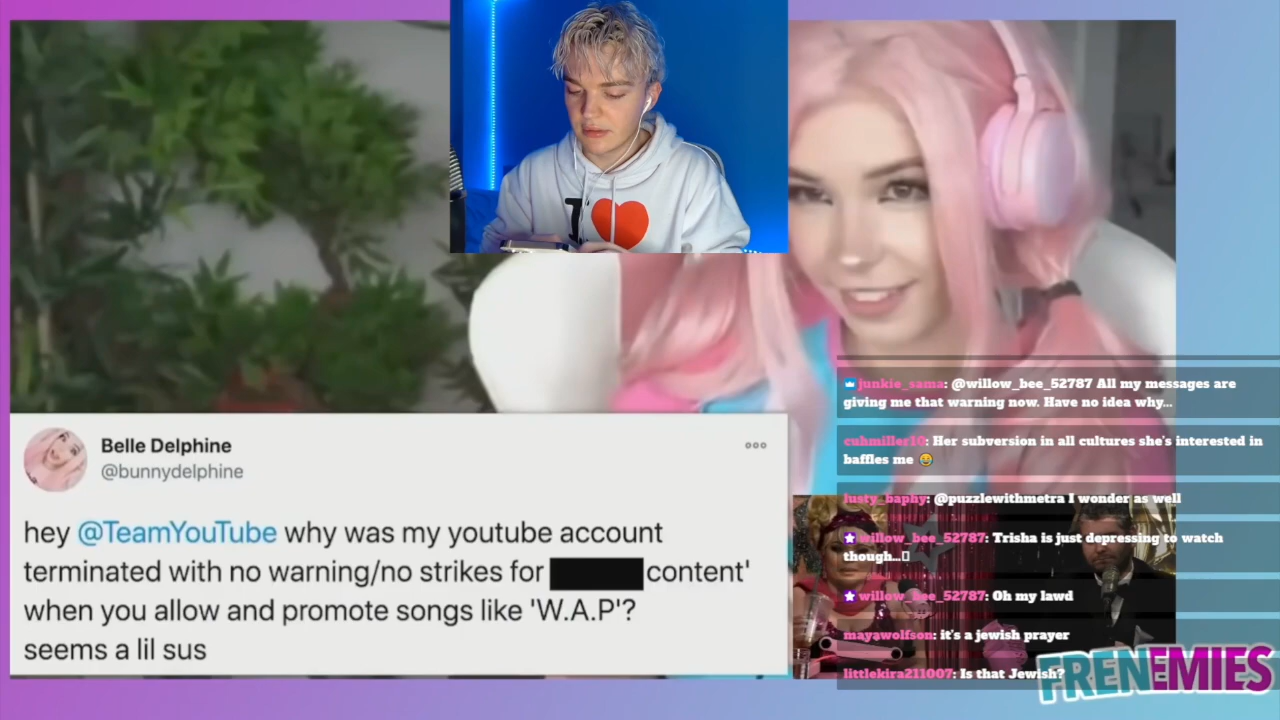 I
Belle Delphine
@bunnydelphine
hey @TeamYouTube why was my youtube account
terminated with no warning/no strikes for content'
when you allow and promote songs like 'W.A.P'?
seems a lil sus
junkie_sama: @willow_bee_52787 All my messages are
giving me that warning now. Have no idea why...
cuhmiller10: Her subversion in all cultures she's interested in
baffles me 😂
justy_baphy: @puzzlewithmetra I wonder as well
willow_bee_52787: Trisha is just depressing to watch
though...
willow_bee_52787: Oh my lawd
mayawolfson: it's a jewish prayer
littlekira211007: Is that Jewish?
FRENEMIES